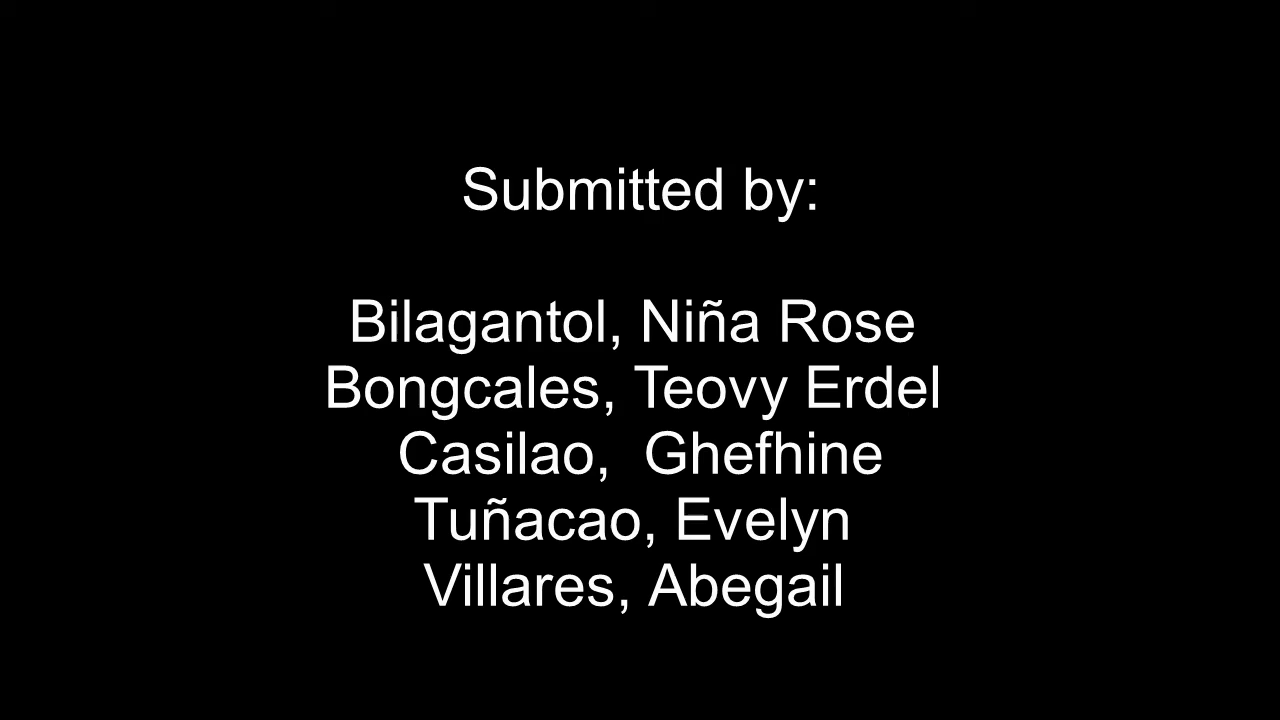 Submitted by:
Bilagantol, Niña Rose
Bongcales, Teovy Erdel
Casilao,  Ghefhine
Tuñacao, Evelyn
Villares, Abegail